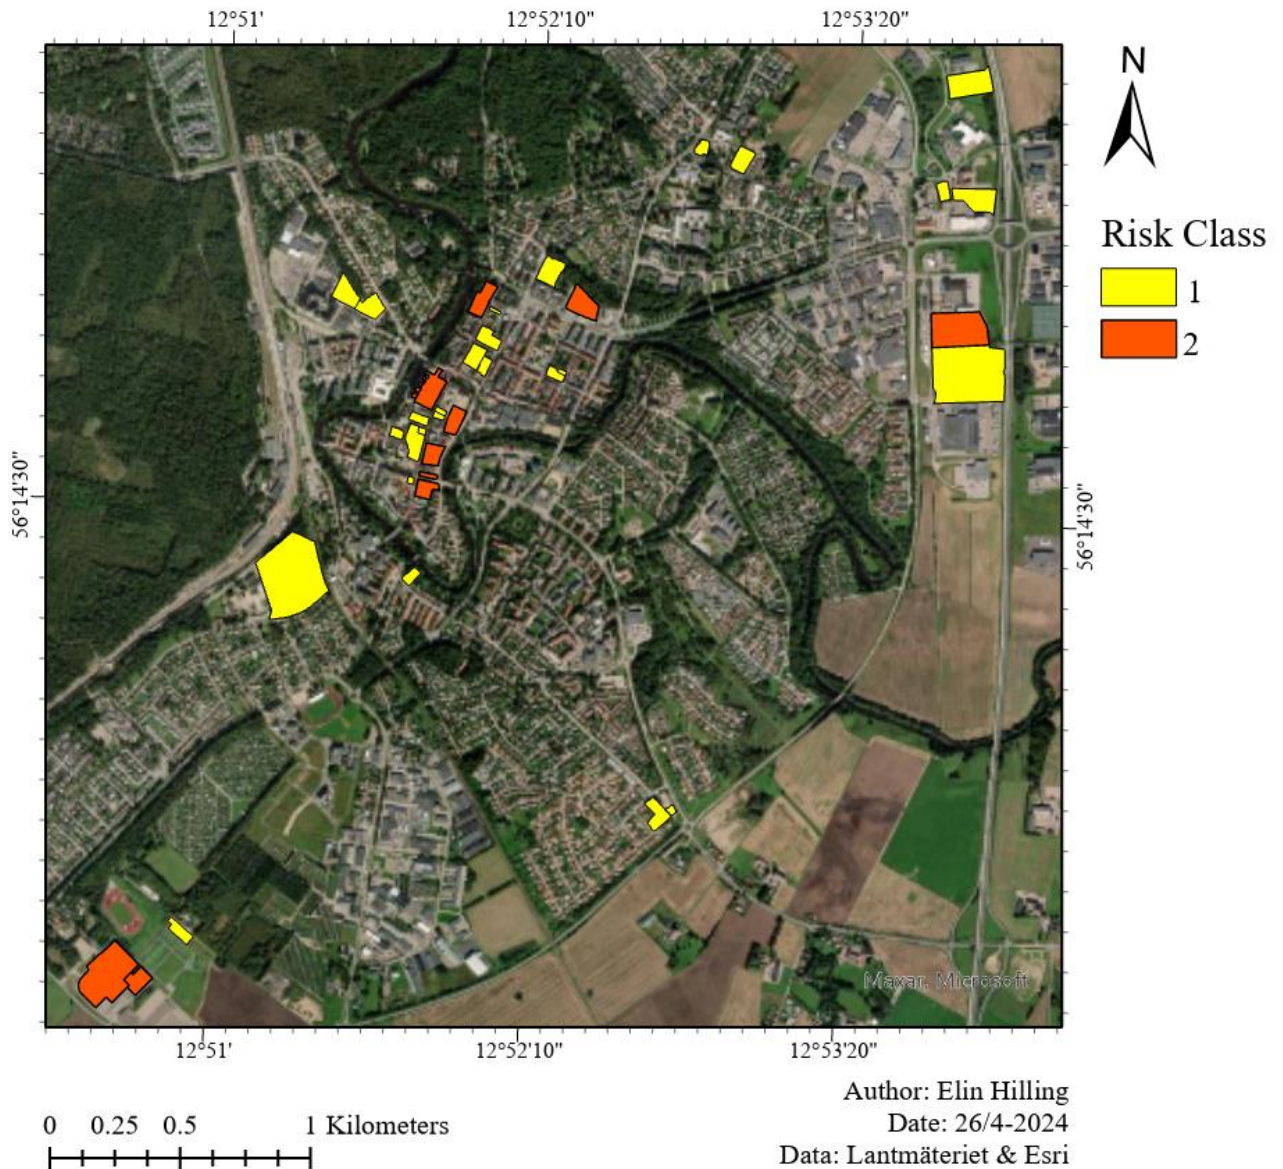 12°51' 12°52'10" 12°53'20"
N
Risk Class
1
2
56°14'30"
56°14'30"
Maxar, Microsoft
12°51' 12°52'10" 12°53'20"
Author: Elin Hilling
Date: 26/4-2024
Data: Lantmäteriet & Esri
0 0.25 0.5 1 Kilometers